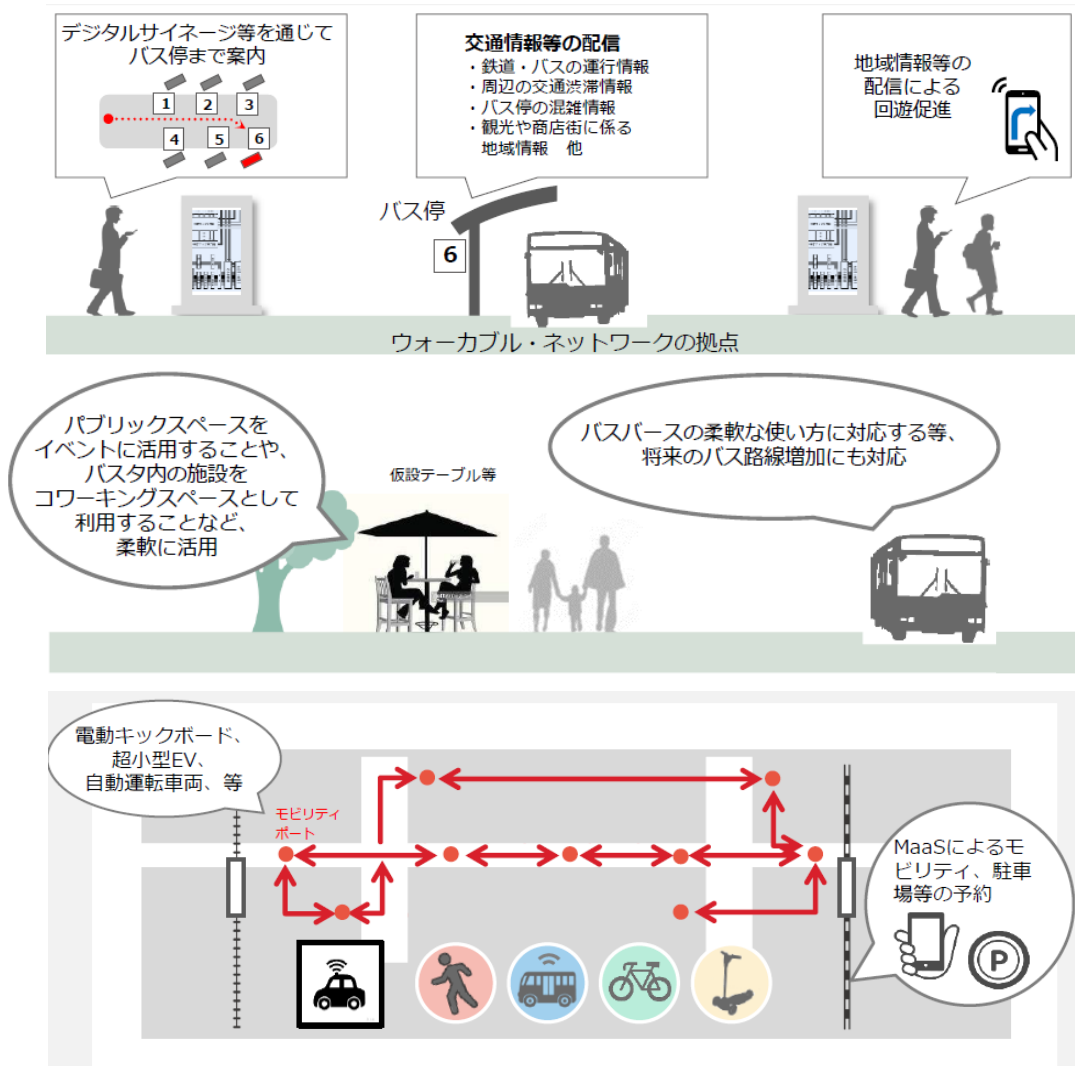 デジタルサイネージ等を通じて
バス停まで案内
1
2
3
4
5
6
交通情報等の配信
・鉄道・バスの運行情報
・周辺の交通渋滞情報
・バス停の混雑情報
・観光や商店街に係る
地域情報　他
地域情報等の
配信による
回遊促進
バス停
6
ウォーカブル・ネットワークの拠点
パブリックスペースを
イベントに活用することや、
バスタ内の施設を
コワーキングスペースとして
利用することなど、
柔軟に活用
仮設テーブル等
バスバースの柔軟な使い方に対応する等、
将来のバス路線増加にも対応
電動キックボード、
超小型EV、
自動運転車両、等
モビリティ
ポート
MaaSによるモ
ビリティ、駐車
場等の予約
P